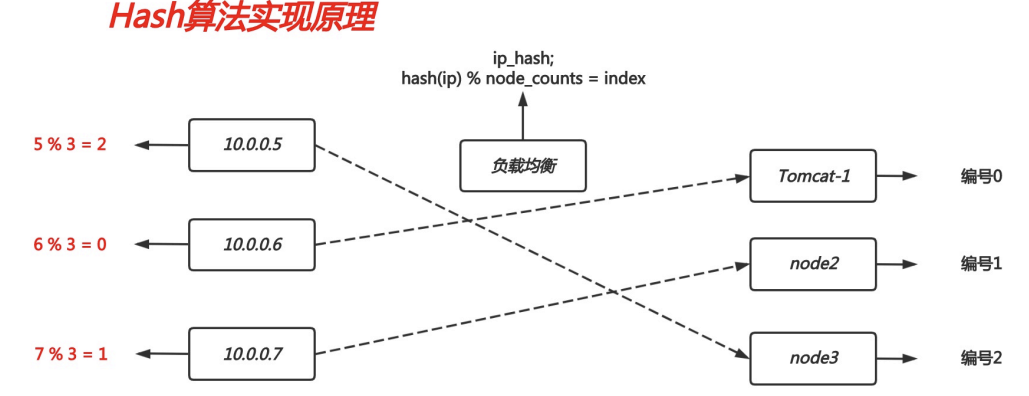 Hash算法实现原理
ip_hash;
hash(ip) % node_counts = index
5 % 3 = 2
10.0.0.5
负载均衡
Tomcat-1
编号0
6 % 3 = 0
10.0.0.6
node2
编号1
7 % 3 = 1
10.0.0.7
node3
编号2